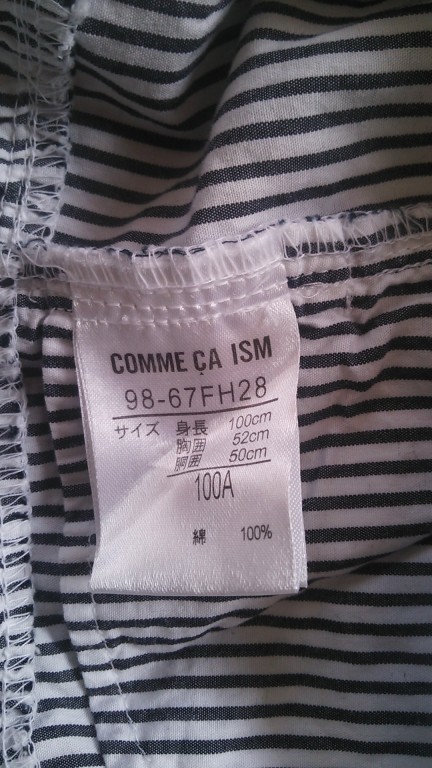 COMME ÇA ISM
98-67FH28
サイズ 身長 100cm
胸囲 52cm
胴囲 50cm
100A
綿 100%